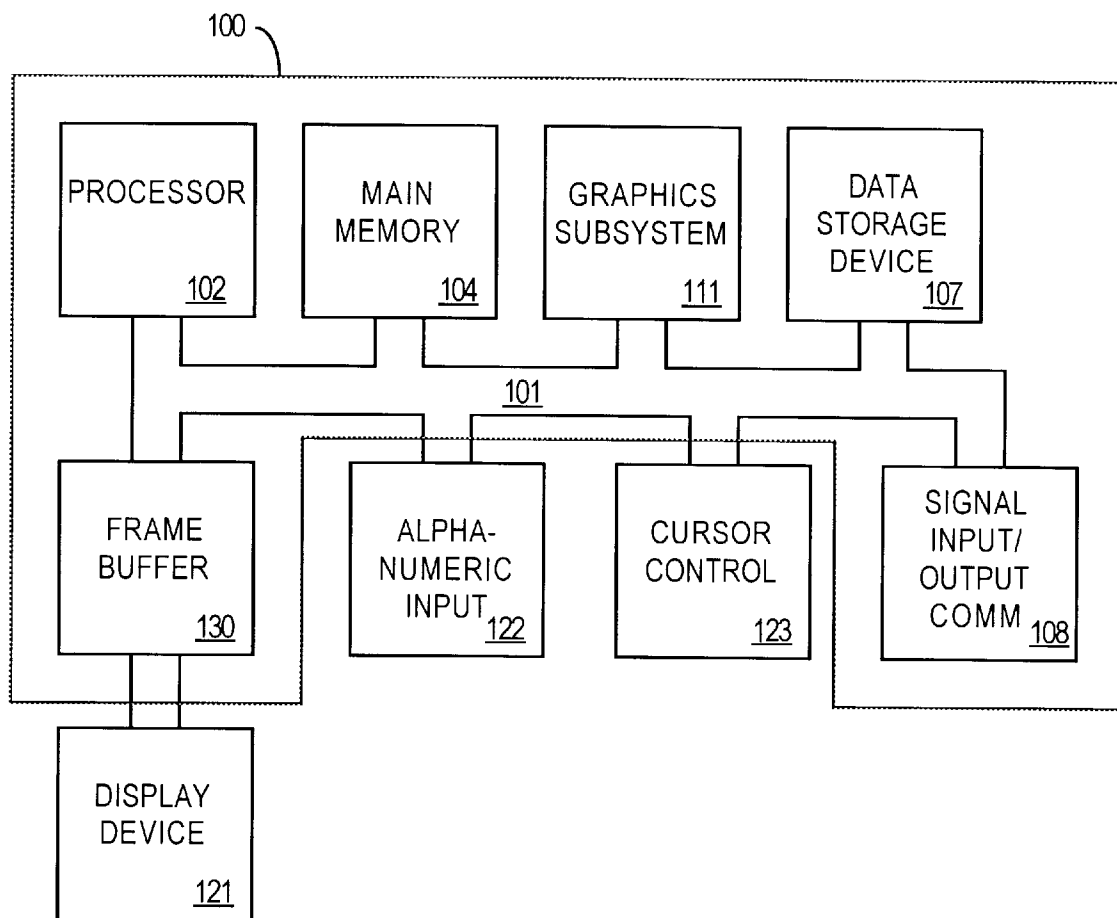 100
PROCESSOR
102
MAIN
MEMORY
104
GRAPHICS
SUBSYSTEM
111
DATA
STORAGE
DEVICE
107
101
FRAME
BUFFER
130
ALPHA-
NUMERIC
INPUT
122
CURSOR
CONTROL
123
SIGNAL
INPUT/
OUTPUT
COMM
108
DISPLAY
DEVICE
121